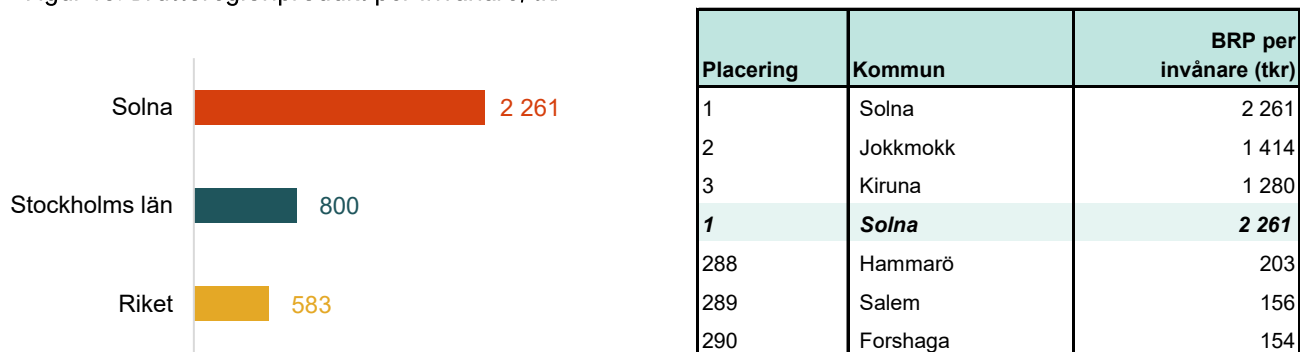 Solna 2 261
Stockholms län 800
Riket 583
Placering Kommun BRP per invånare (tkr)
1 Solna 2 261
2 Jokkmokk 1 414
3 Kiruna 1 280
1 Solna 2 261
288 Hammarö 203
289 Salem 156
290 Forshaga 154